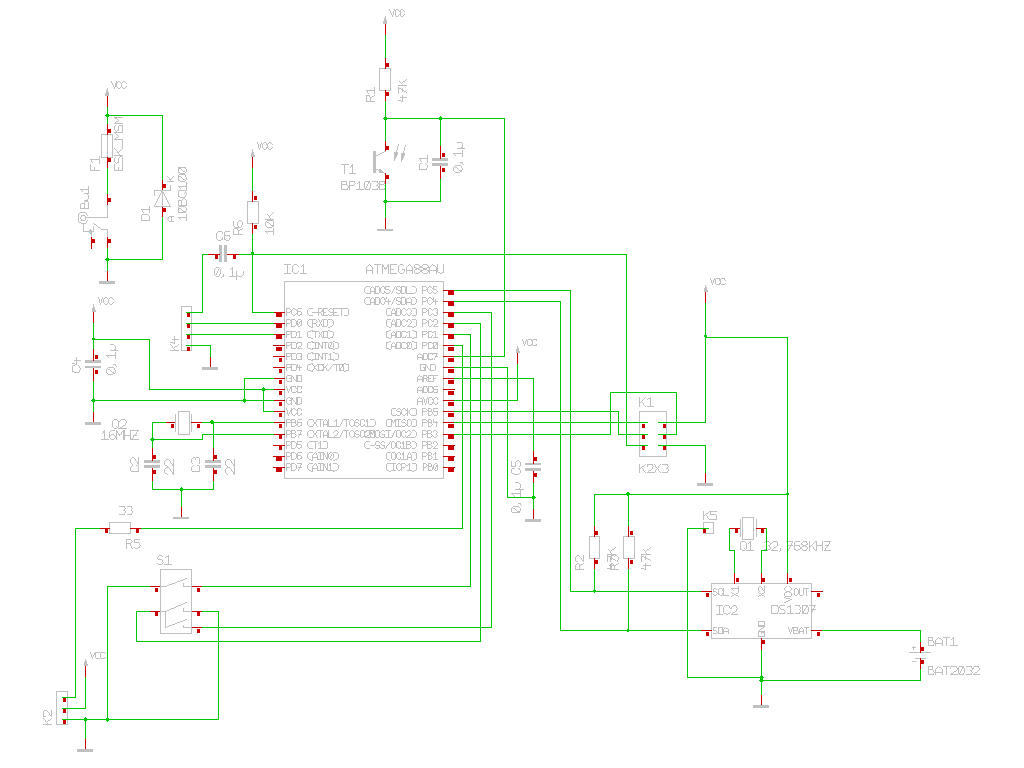 VCC
R1
47K
VCC
F1
ESK_MSM
T1
BP103B
C1
0,1µ
VCC
Bu1
D1
K
A
10BQ100
R6
10K
C6
0,1µ
IC1
ATMEGA88AU
PC6 (-RESET)
PD0 (RXD)
PD1 (TXD)
PD2 (INT0)
PD3 (INT1)
PD4 (XCK/T0)
GND
VCC
GND
VCC
PB6 (XTAL1/TOSC1)
PB7 (XTAL2/TOSC2)
PD5 (T1)
PD6 (AIN0)
PD7 (AIN1)
(ADC5/SDL) PC5
(ADC4/SDA) PC4
(ADC3) PC3
(ADC2) PC2
(ADC1) PC1
(ADC0) PC0
ADC7
GND
AREF
ADC6
AVCC
(SCK) PB5
(MISO) PB4
(MOSI/OC2) PB3
(-SS/OC1B) PB2
(OC1A) PB1
(ICP1) PB0
VCC
VCC
VCC
K4
C4
0,1µ
Q2
16MHZ
C2
22
C3
22
K1
K2X3
C5
0,1µ
33
R5
S1
VCC
K2
R2
47K
R3
47K
K5
Q1
32,768KHZ
SCL
X1
X2
VCC
OUT
IC2
DS1307
SDA
GND
VBAT
BAT1
BAT2032